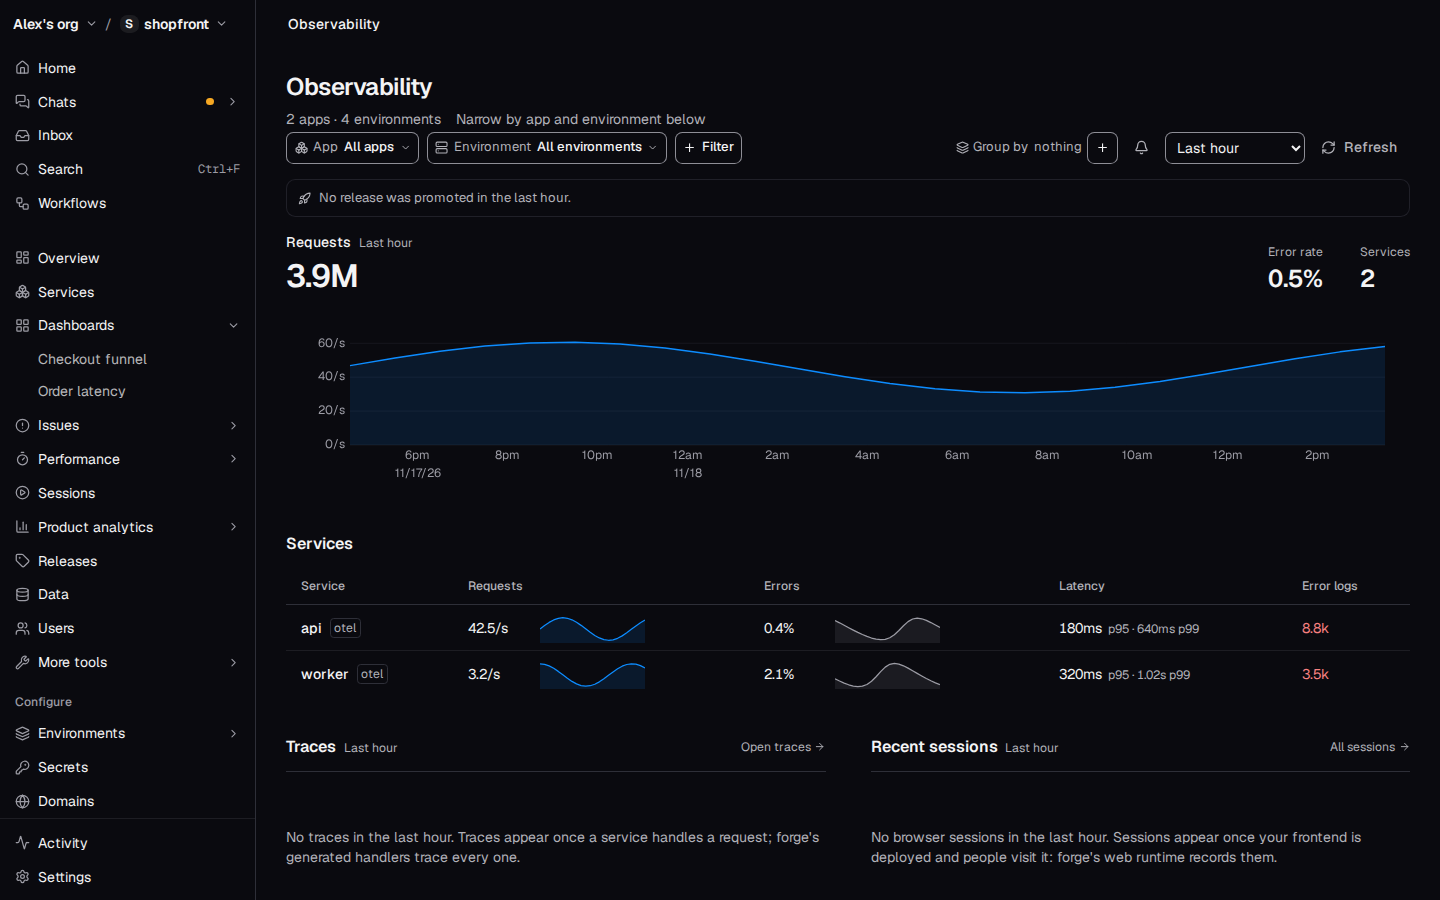 Alex's org / S shopfront
Home
Chats
Inbox
Search Ctrl+F
Workflows
Overview
Services
Dashboards
Checkout funnel
Order latency
Issues
Performance
Sessions
Product analytics
Releases
Data
Users
More tools
Configure
Environments
Secrets
Domains
Activity
Settings
Observability
Observability
2 apps · 4 environments Narrow by app and environment below
App All apps Environment All environments Filter Group by nothing Last hour Refresh
No release was promoted in the last hour.
Requests Last hour
3.9M
Error rate Services
0.5% 2
60/s
40/s
20/s
0/s
6pm 8pm 10pm 12am 2am 4am 6am 8am 10am 12pm 2pm
11/17/26 11/18
Services
Service Requests Errors Latency Error logs
api otel 42.5/s 0.4% 180ms p95 · 640ms p99 8.8k
worker otel 3.2/s 2.1% 320ms p95 · 1.02s p99 3.5k
Traces Last hour Open traces →
No traces in the last hour. Traces appear once a service handles a request; forge's
generated handlers trace every one.
Recent sessions Last hour All sessions →
No browser sessions in the last hour. Sessions appear once your frontend is
deployed and people visit it: forge's web runtime records them.